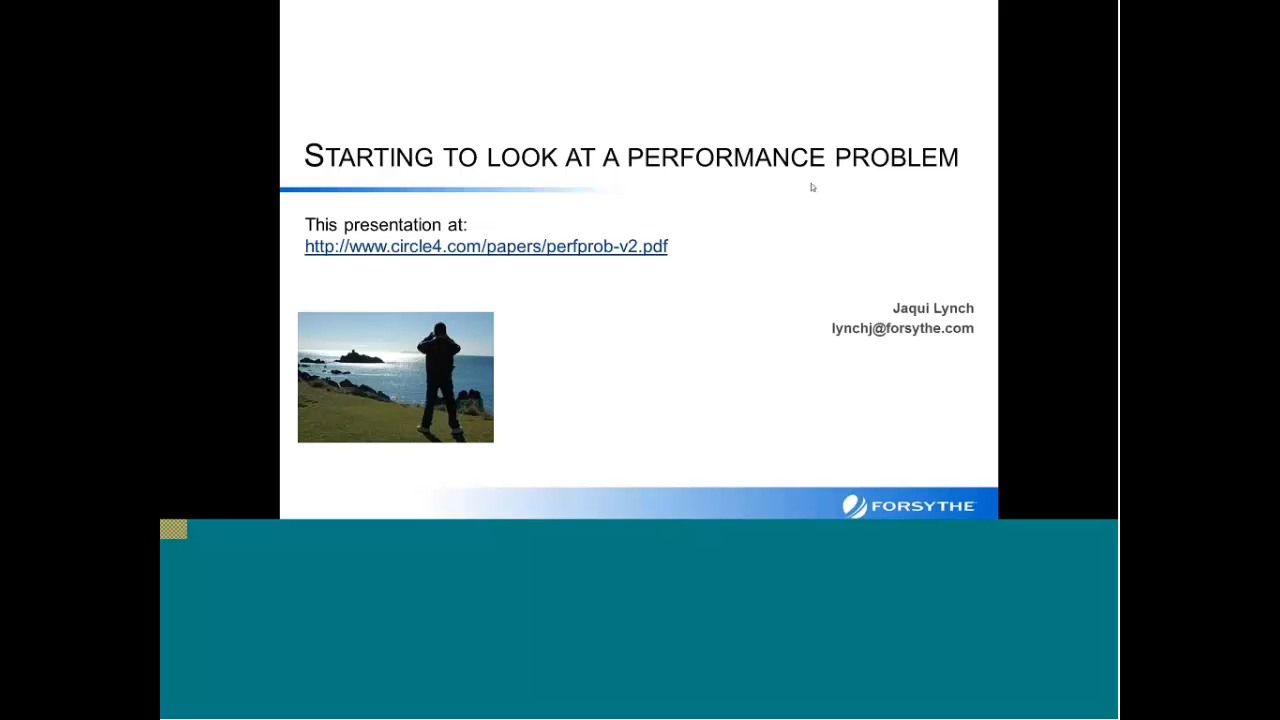 STARTING TO LOOK AT A PERFORMANCE PROBLEM
This presentation at:
http://www.circle4.com/papers/perfprob-v2.pdf
Jaqui Lynch
lynchj@forsythe.com
FORSYTHE